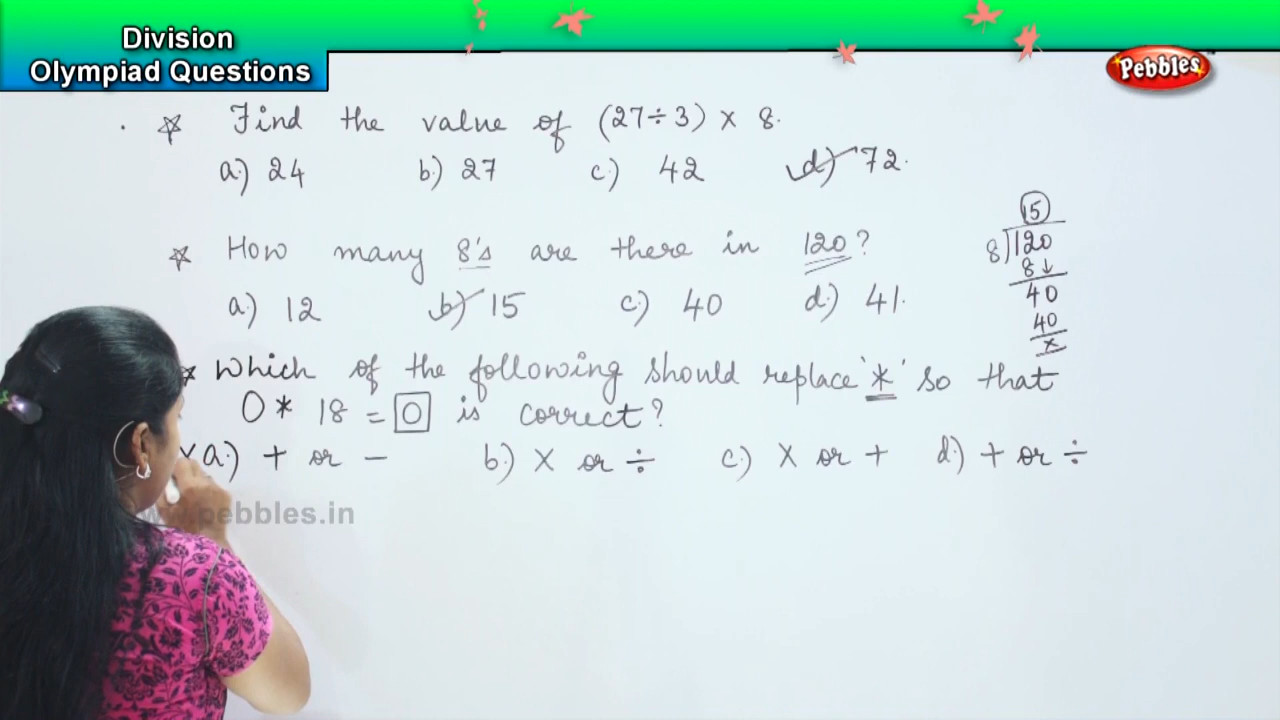 Division
Olympiad Questions
Pebbles
☆ Find the value of (27÷3) × 8.
a.) 24 b.) 27 c.) 42 d.) 72.
☆ How many 8's are there in 120?
a.) 12 b.) 15 c.) 40 d.) 41.
15
8)120
8↓
40
40
×
* Which of the following should replace '*' so that
0 * 18 = 0 is correct?
× a.) + or − b.) × or ÷ c.) × or + d.) + or ÷
www.pebbles.in